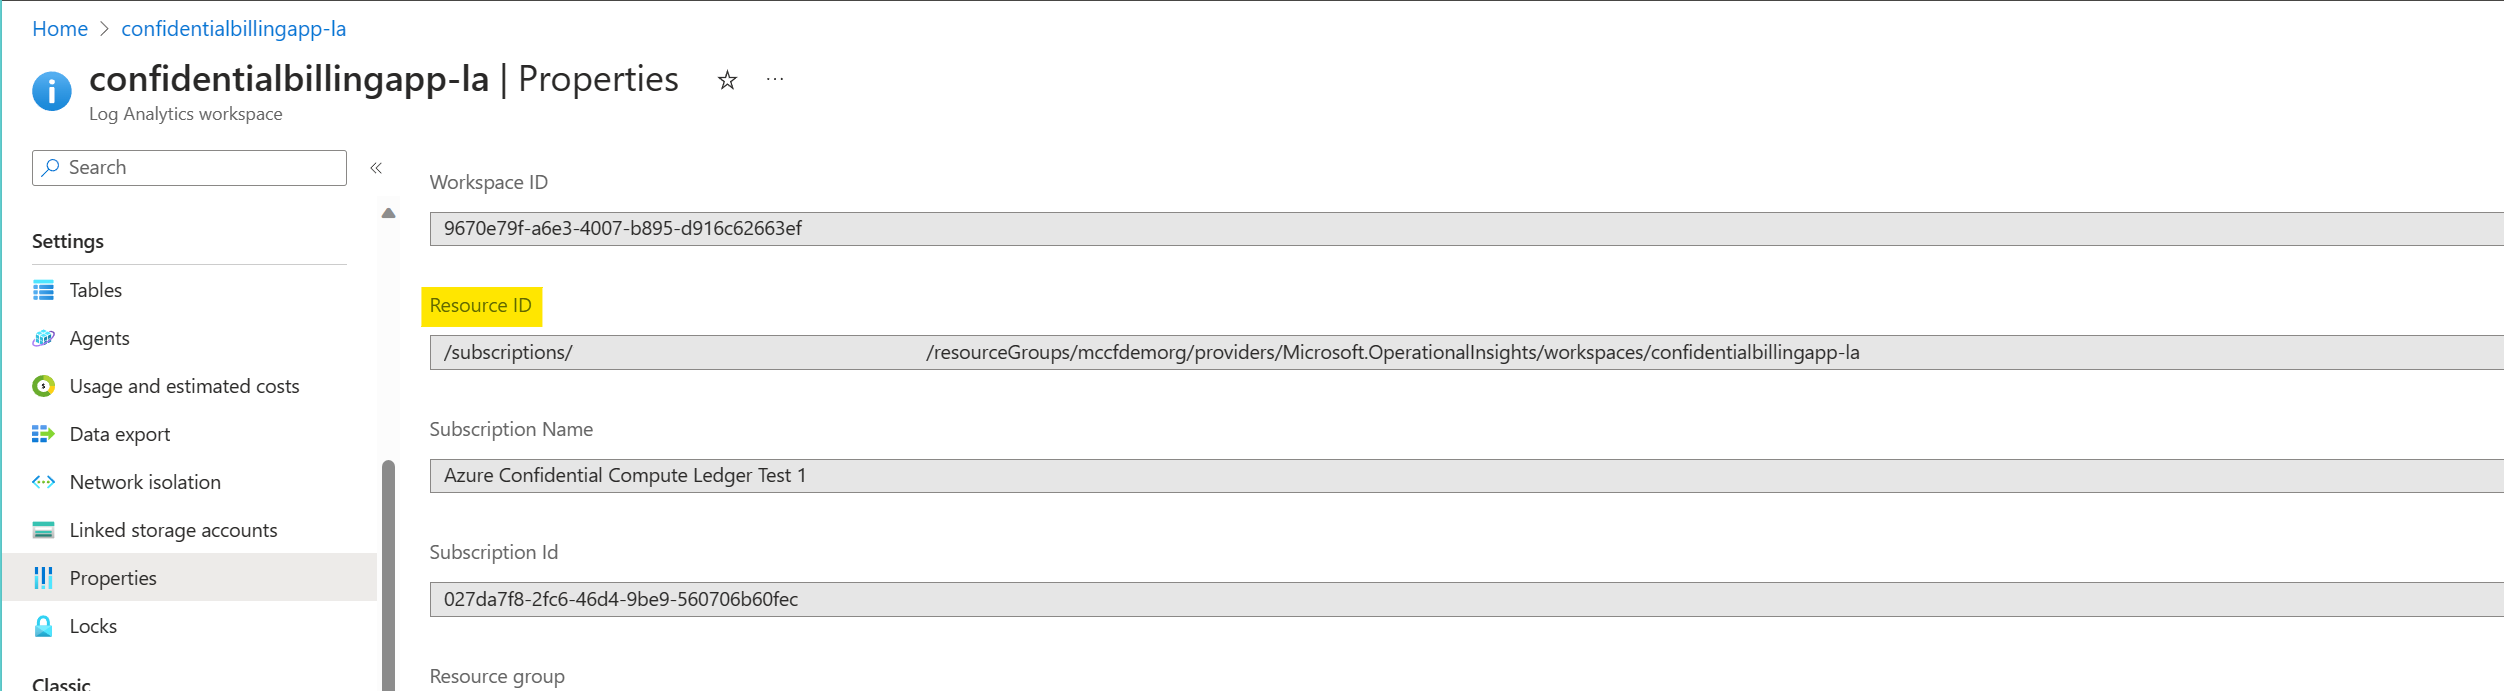 Home > confidentialbillingapp-la
confidentialbillingapp-la | Properties ☆ ···
Log Analytics workspace
Search «
Settings
Tables
Agents
Usage and estimated costs
Data export
Network isolation
Linked storage accounts
Properties
Locks
Classic
Workspace ID
9670e79f-a6e3-4007-b895-d916c62663ef
Resource ID
/subscriptions/ /resourceGroups/mccfdemorg/providers/Microsoft.OperationalInsights/workspaces/confidentialbillingapp-la
Subscription Name
Azure Confidential Compute Ledger Test 1
Subscription Id
027da7f8-2fc6-46d4-9be9-560706b60fec
Resource group